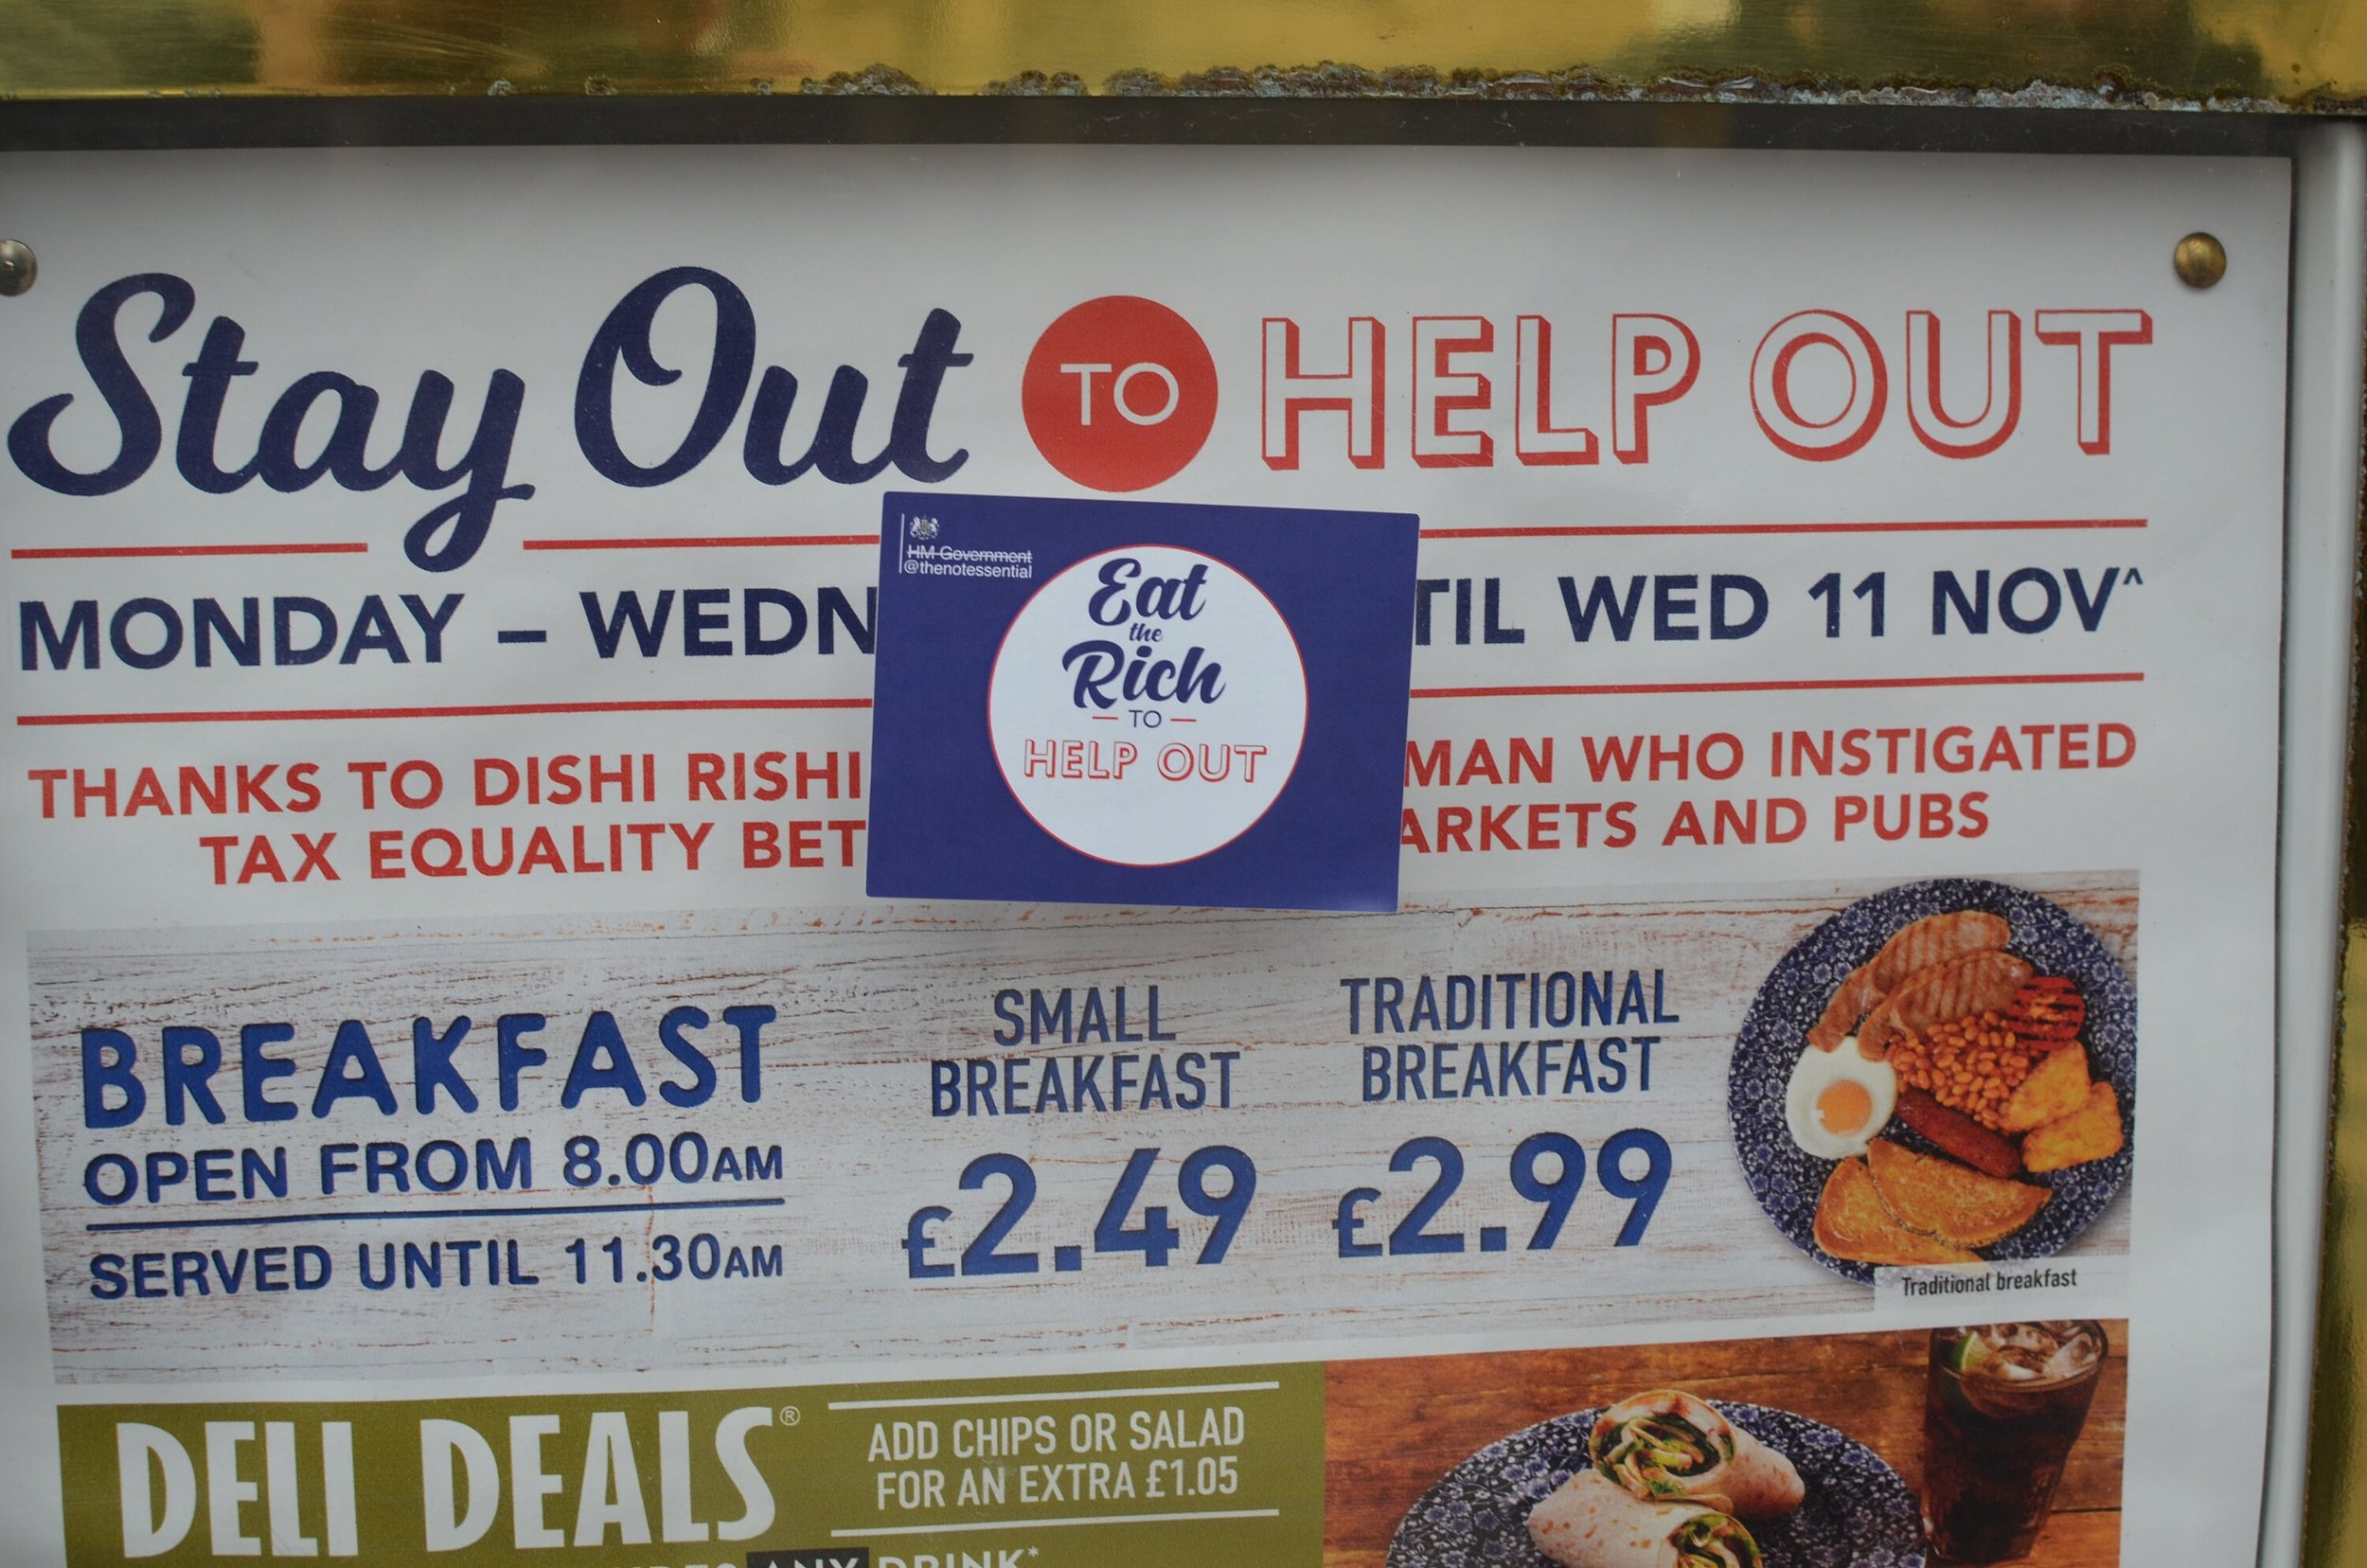 Stay Out TO HELP OUT
HM Government
@thenotessential
Eat
the
Rich
TO
HELP OUT
MONDAY – WEDN TIL WED 11 NOV^
THANKS TO DISHI RISHI MAN WHO INSTIGATED
TAX EQUALITY BET ARKETS AND PUBS
BREAKFAST
OPEN FROM 8.00AM
SERVED UNTIL 11.30AM
SMALL
BREAKFAST
£2.49
TRADITIONAL
BREAKFAST
£2.99
Traditional breakfast
DELI DEALS®
ADD CHIPS OR SALAD
FOR AN EXTRA £1.05
ANY DRINK*